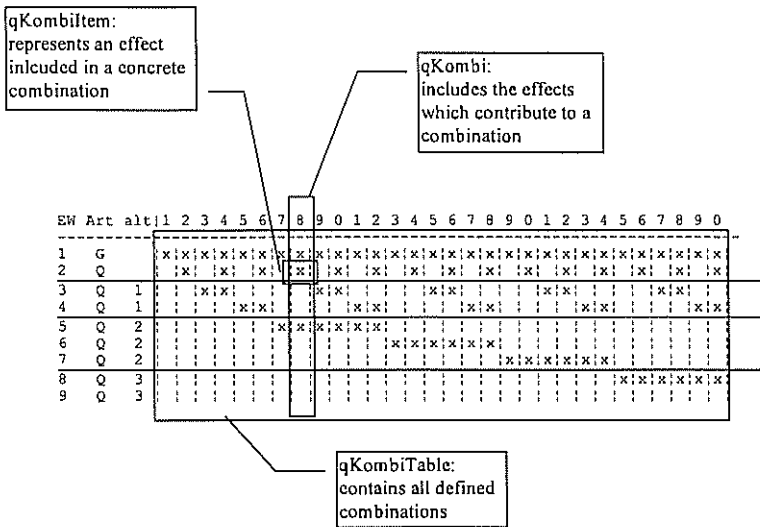 qKombiItem:
represents an effect
inlcuded in a concrete
combination
qKombi:
includes the effects
which contribute to a
combination
EW Art alt|1 2 3 4 5 6 7 8 9 0 1 2 3 4 5 6 7 8 9 0 1 2 3 4 5 6 7 8 9 0
1 G x x x x x x x x x x x x x x x x x x x x x x x x x x x x x x
2 Q x x x x x x x x x x x x x x x
3 Q 1 x x x x x x x x x x
4 Q 1 x x x x x x x x x x
5 Q 2 x x x x x x
6 Q 2 x x x x x x
7 Q 2 x x x x x x
8 Q 3 x x x x x x
9 Q 3
qKombiTable:
contains all defined
combinations